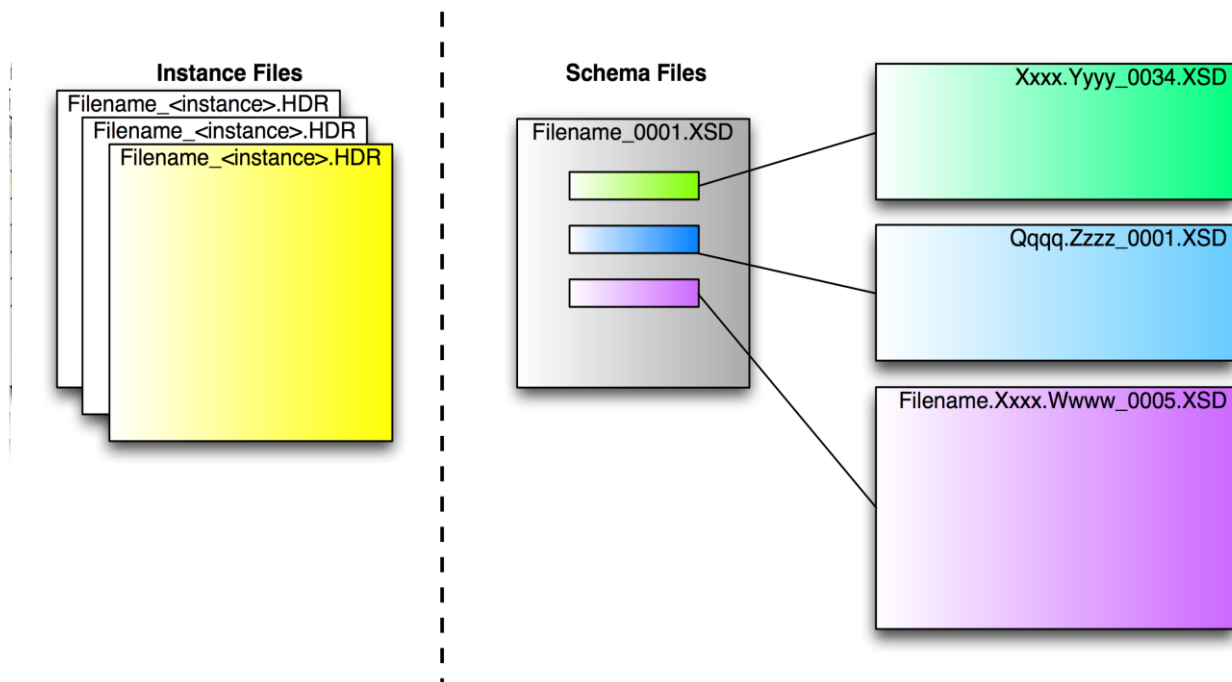 Instance Files
Filename_<instance>.HDR
Filename_<instance>.HDR
Filename_<instance>.HDR
Schema Files
Filename_0001.XSD
Xxxx.Yyyy_0034.XSD
Qqqq.Zzzz_0001.XSD
Filename.Xxxx.Wwww_0005.XSD